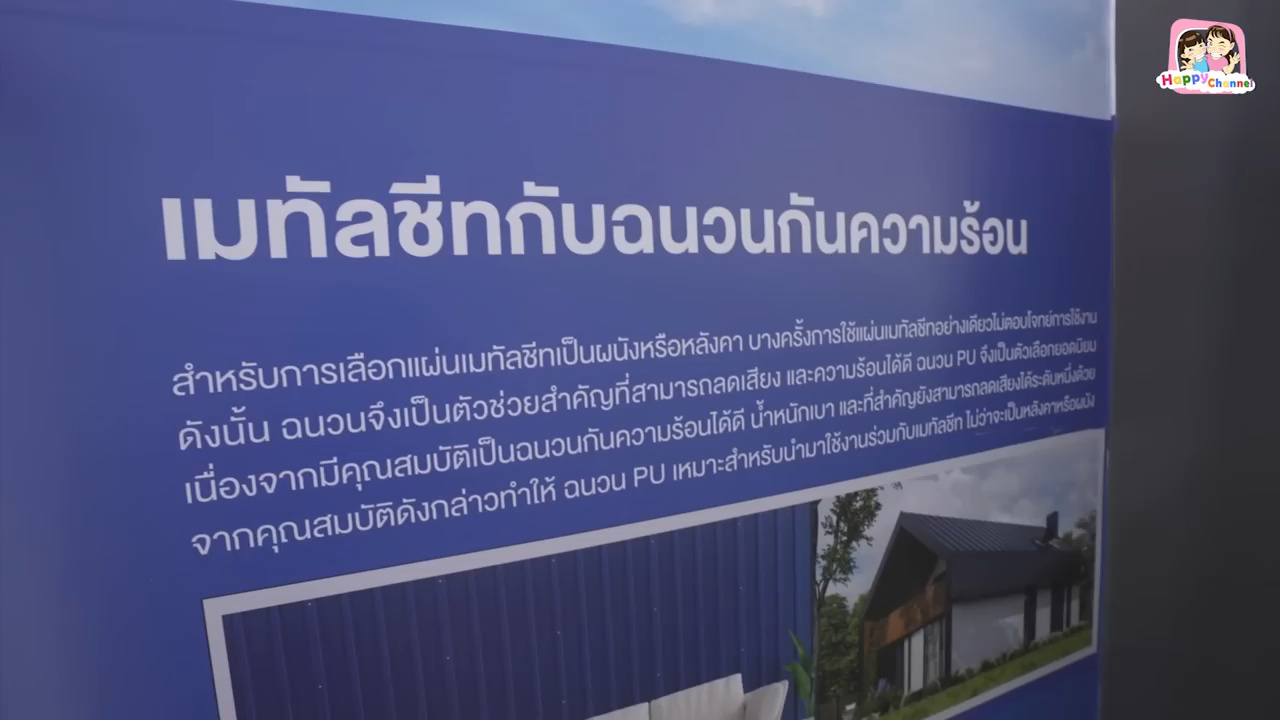 Happy Channel
เมทัลชีทกับฉนวนกันความร้อน
สำหรับการเลือกแผ่นเมทัลชีทเป็นผนังหรือหลังคา บางครั้งการใช้แผ่นเมทัลชีทอย่างเดียวไม่ตอบโจทย์การใช้งาน
ดังนั้น ฉนวนจึงเป็นตัวช่วยสำคัญที่สามารถลดเสียง และความร้อนได้ดี ฉนวน PU จึงเป็นตัวเลือกยอดนิยม
เนื่องจากมีคุณสมบัติเป็นฉนวนกันความร้อนได้ดี น้ำหนักเบา และที่สำคัญยังสามารถลดเสียงได้ระดับหนึ่งด้วย
จากคุณสมบัติดังกล่าวทำให้ ฉนวน PU เหมาะสำหรับนำมาใช้งานร่วมกับเมทัลชีท ไม่ว่าจะเป็นหลังคาหรือผนัง